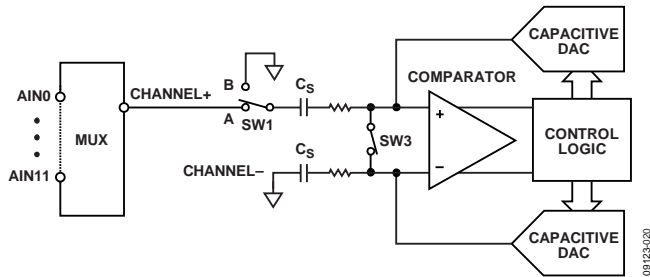 CAPACITIVE
DAC
COMPARATOR
B
CS
AIN0
CHANNEL+
A
SW1
+
MUX
SW3
CONTROL
LOGIC
CS
−
AIN11
CHANNEL–
CAPACITIVE
DAC
09123-020